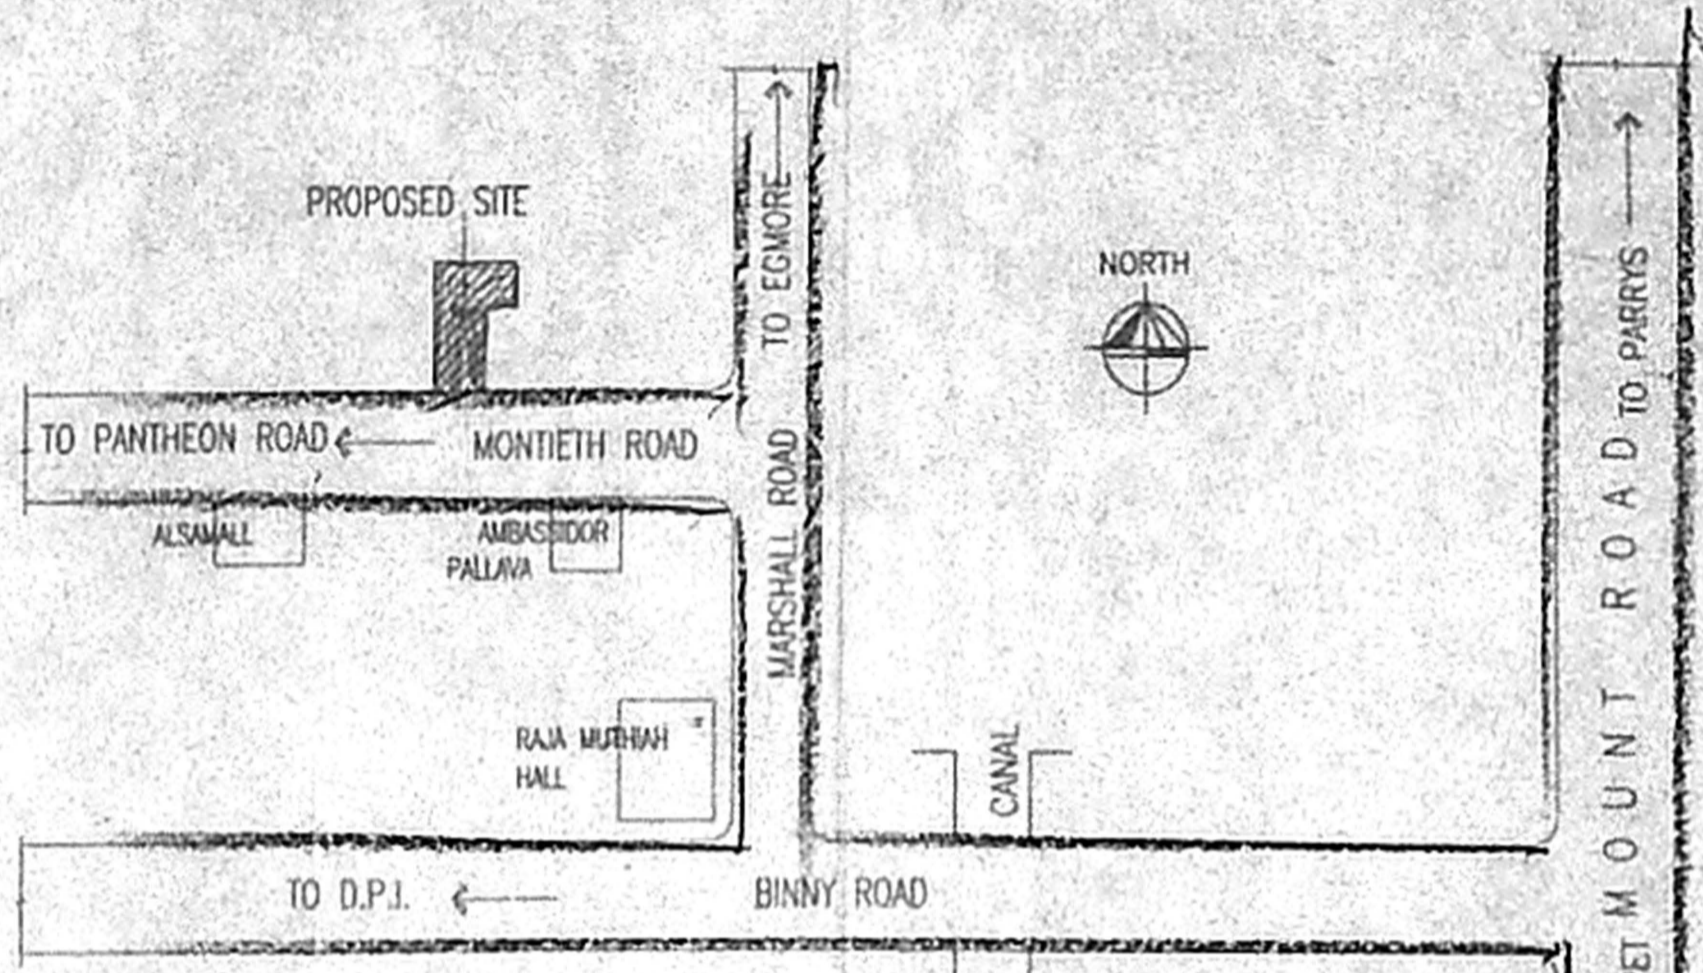 PROPOSED SITE
TO EGMORE
NORTH
TO PARRYS
TO PANTHEON ROAD
MONTIETH ROAD
MARSHALL ROAD
ALSAMALL
AMBASSIDOR
PALLAVA
RAJA MUTHIAH
HALL
CANAL
MOUNT ROAD
TO D.P.I.
BINNY ROAD